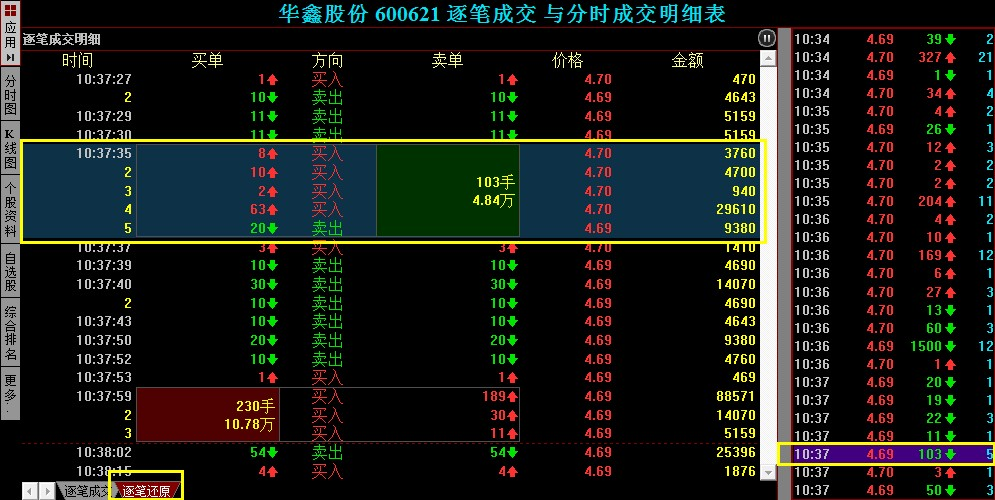 华鑫股份 600621 逐笔成交 与分时成交明细表
应用
分时图
K线图
个股资料
自选股
综合排名
更多
逐笔成交明细
时间 买单 方向 卖单 价格 金额
10:37:27 1↑ 买入 1↑ 4.70 470
2 10↓ 卖出 10↓ 4.69 4643
10:37:29 11↓ 卖出 11↓ 4.69 5159
10:37:30 11↓ 卖出 11↓ 4.69 5159
10:37:35 8↑ 买入 4.70 3760
2 10↑ 买入 4.70 4700
3 2↑ 买入 4.70 940
4 63↑ 买入 4.70 29610
5 20↓ 卖出 4.69 9380
103手
4.84万
10:37:37 3↑ 买入 3↑ 4.70 1410
10:37:39 10↓ 卖出 10↓ 4.69 4690
10:37:40 30↓ 卖出 30↓ 4.69 14070
2 10↓ 卖出 10↓ 4.69 4690
10:37:43 10↓ 卖出 10↓ 4.69 4643
10:37:50 20↓ 卖出 20↓ 4.69 9380
10:37:52 10↓ 卖出 10↓ 4.69 4760
10:37:53 1↑ 买入 1↑ 4.69 469
10:37:59 买入 189↑ 4.69 88571
2 买入 30↑ 4.69 14070
3 买入 11↑ 4.69 5159
230手
10.78万
10:38:02 54↓ 卖出 54↓ 4.69 25396
10:38:15 4↑ 买入 4↑ 4.69 1876
逐笔成交 逐笔还原
10:34 4.69 39↓ 2
10:34 4.70 327↑ 21
10:34 4.69 1↓ 1
10:34 4.70 34↑ 4
10:35 4.70 4↑ 2
10:35 4.69 26↓ 1
10:35 4.70 12↑ 3
10:35 4.70 2↑ 2
10:35 4.70 2↑ 2
10:35 4.70 204↑ 11
10:36 4.70 4↑ 2
10:36 4.70 10↑ 1
10:36 4.70 169↑ 12
10:36 4.70 6↑ 1
10:36 4.70 27↑ 3
10:36 4.70 13↓ 1
10:36 4.70 60↓ 3
10:36 4.69 1500↓ 12
10:36 4.70 1↑ 1
10:37 4.69 20↓ 1
10:37 4.69 19↓ 1
10:37 4.69 22↓ 3
10:37 4.69 11↓ 1
10:37 4.69 103↓ 5
10:37 4.70 3↑ 1
10:37 4.69 50↓ 3